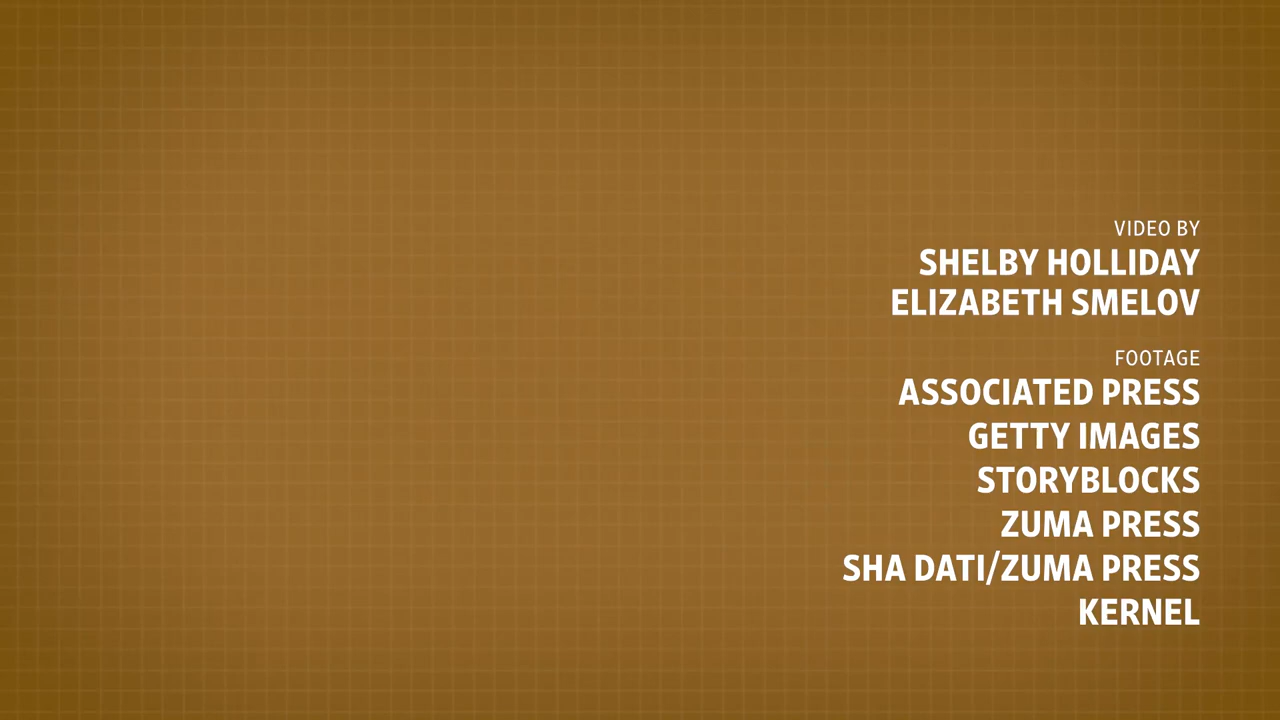 VIDEO BY
SHELBY HOLLIDAY
ELIZABETH SMELOV
FOOTAGE
ASSOCIATED PRESS
GETTY IMAGES
STORYBLOCKS
ZUMA PRESS
SHA DATI/ZUMA PRESS
KERNEL